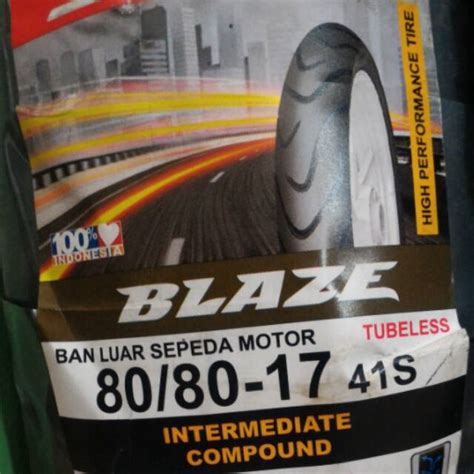 HIGH PERFORMANCE TIRE
100%
INDONESIA
BLAZE
BAN LUAR SEPEDA MOTOR
TUBELESS
80/80-17 41S
INTERMEDIATE
COMPOUND